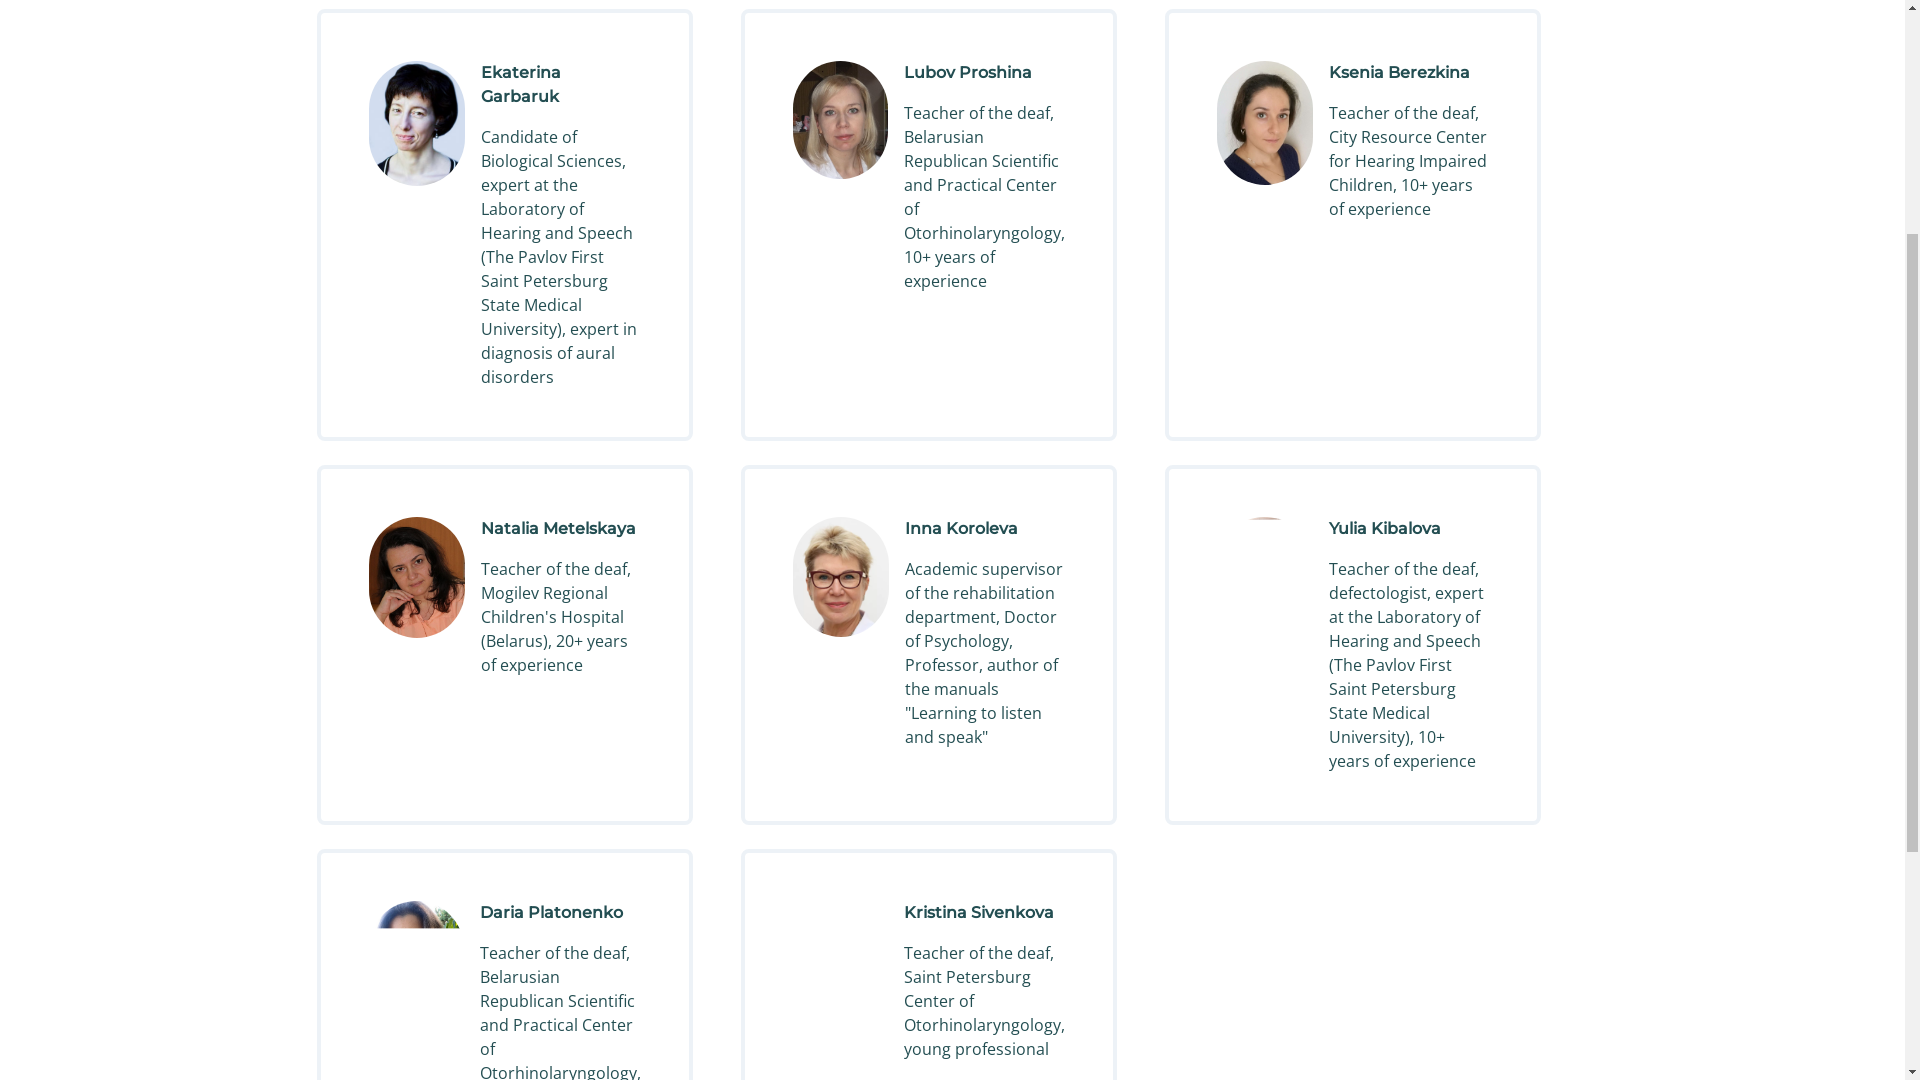 Ekaterina
Garbaruk
Candidate of
Biological Sciences,
expert at the
Laboratory of
Hearing and Speech
(The Pavlov First
Saint Petersburg
State Medical
University), expert in
diagnosis of aural
disorders
Lubov Proshina
Teacher of the deaf,
Belarusian
Republican Scientific
and Practical Center
of
Otorhinolaryngology,
10+ years of
experience
Ksenia Berezkina
Teacher of the deaf,
City Resource Center
for Hearing Impaired
Children, 10+ years
of experience
Natalia Metelskaya
Teacher of the deaf,
Mogilev Regional
Children's Hospital
(Belarus), 20+ years
of experience
Inna Koroleva
Academic supervisor
of the rehabilitation
department, Doctor
of Psychology,
Professor, author of
the manuals
"Learning to listen
and speak"
Yulia Kibalova
Teacher of the deaf,
defectologist, expert
at the Laboratory of
Hearing and Speech
(The Pavlov First
Saint Petersburg
State Medical
University), 10+
years of experience
Daria Platonenko
Teacher of the deaf,
Belarusian
Republican Scientific
and Practical Center
of
Otorhinolaryngology,
Kristina Sivenkova
Teacher of the deaf,
Saint Petersburg
Center of
Otorhinolaryngology,
young professional